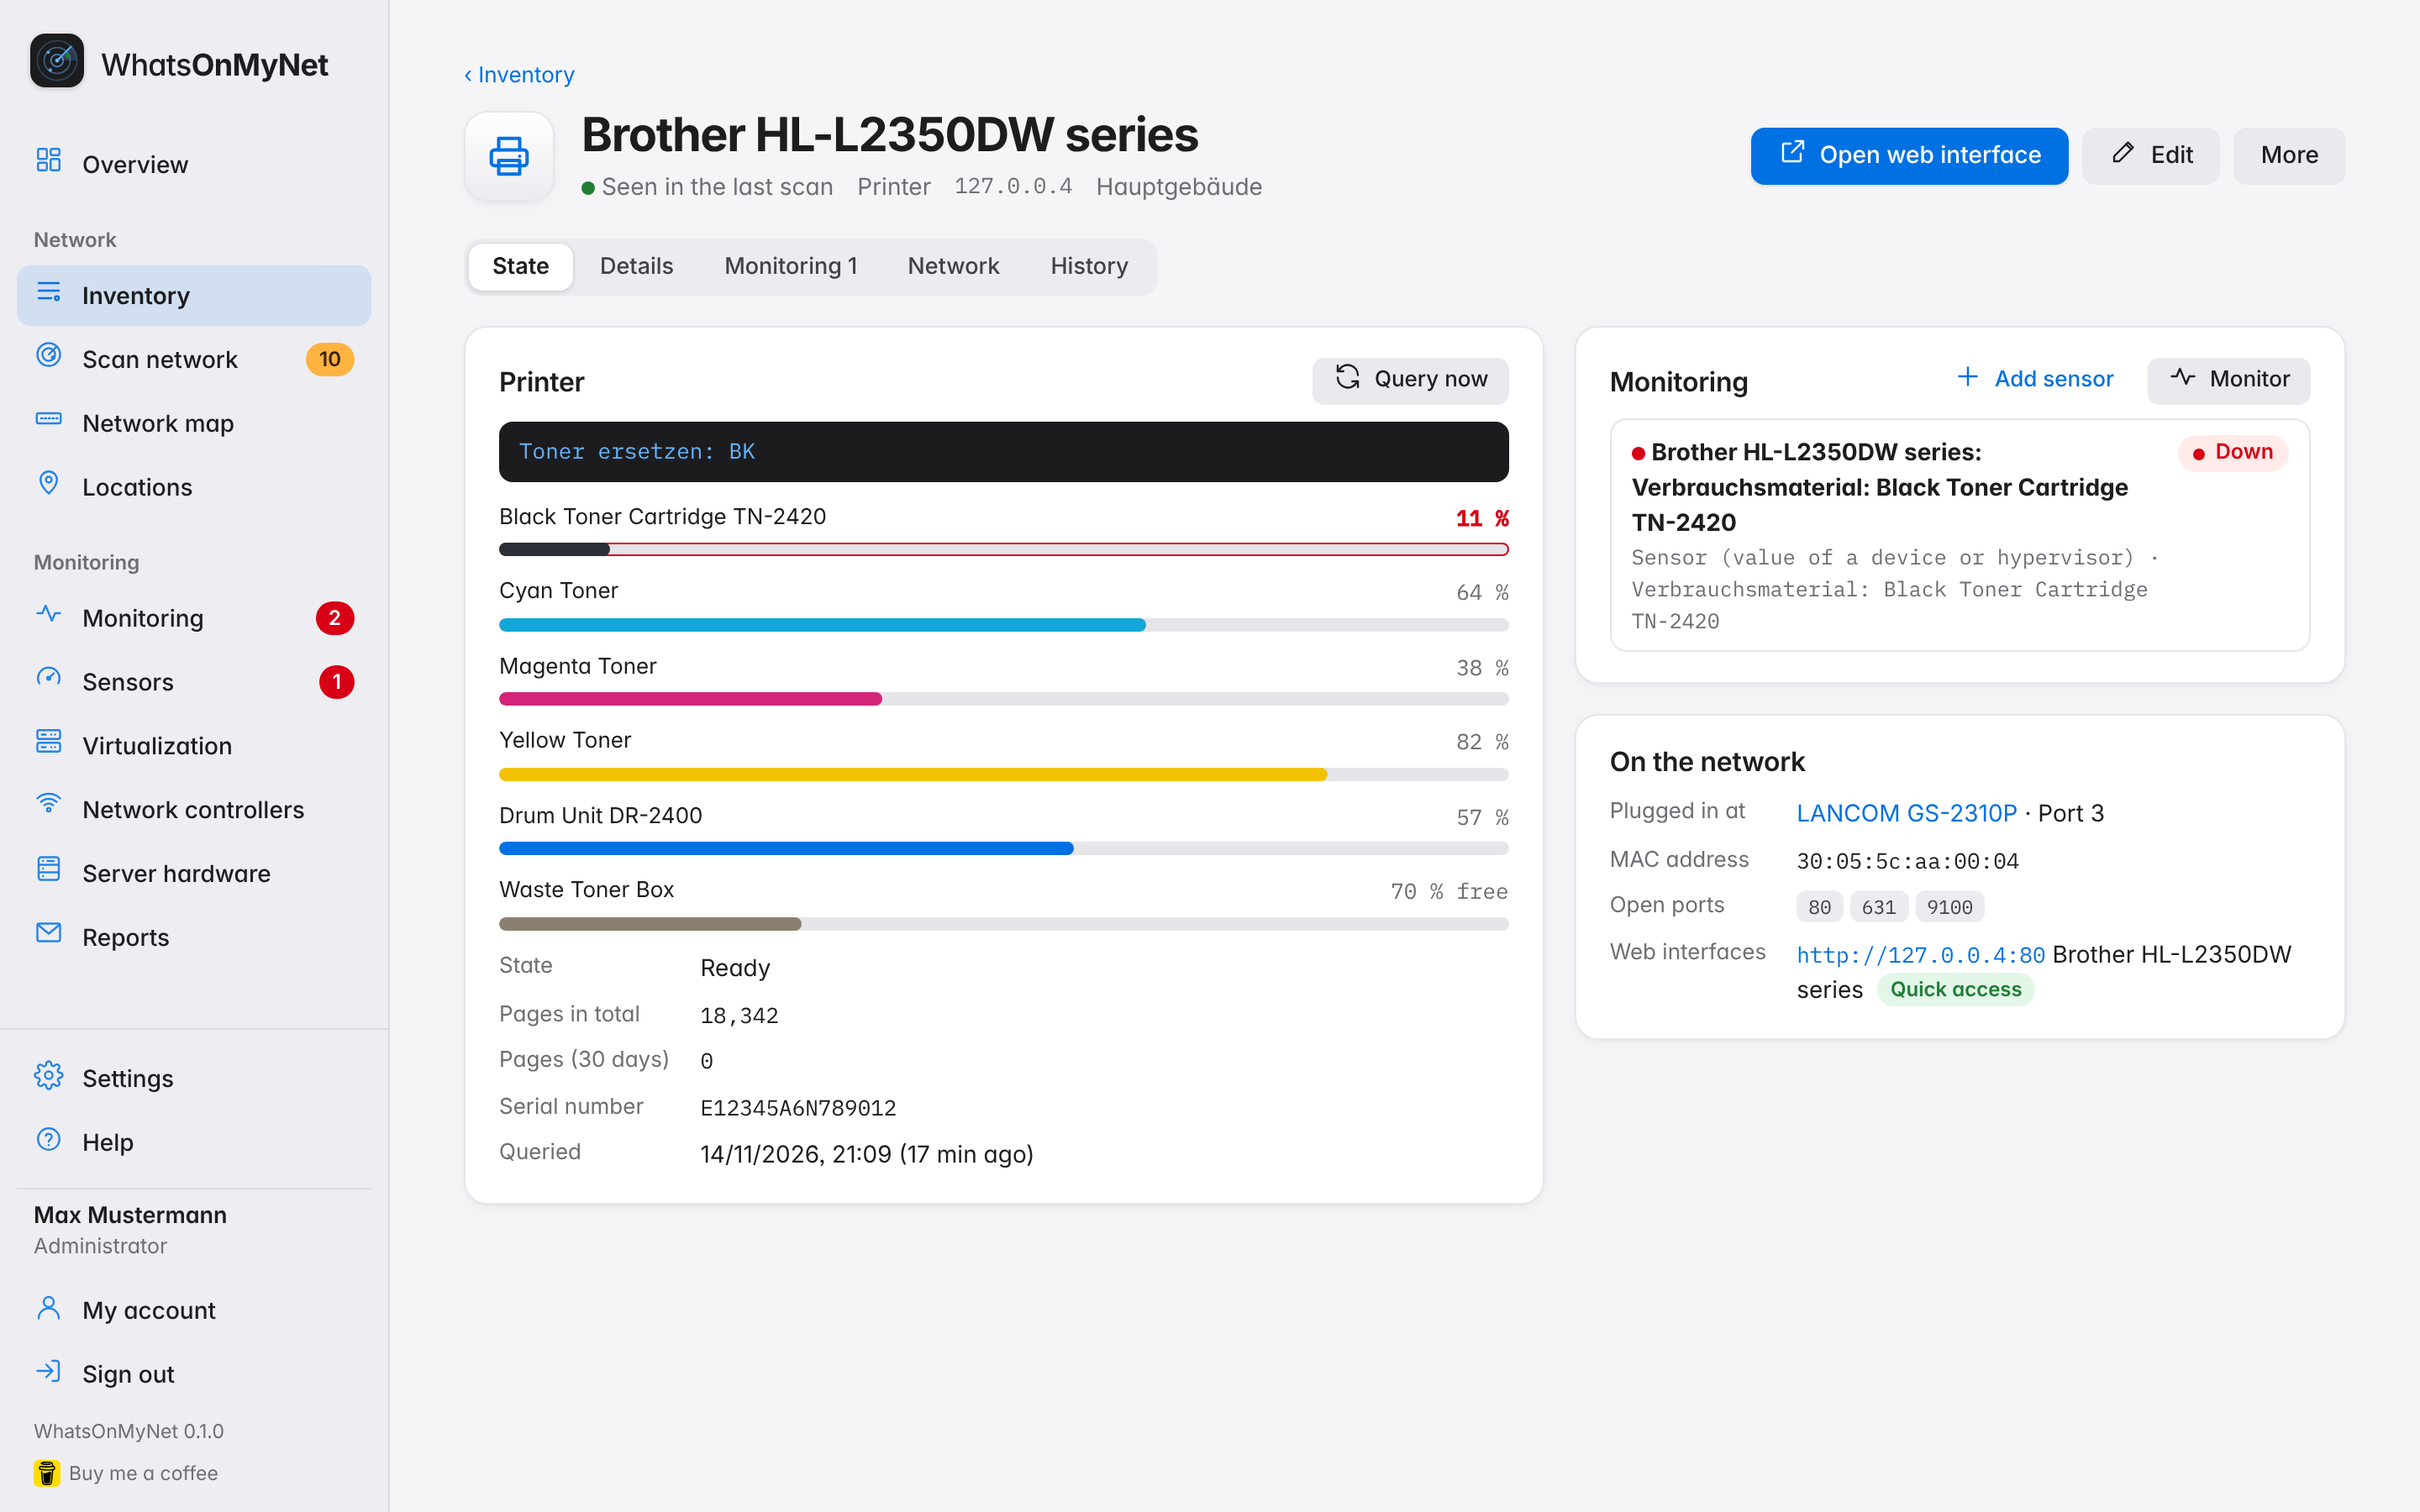 WhatsOnMyNet
Overview
Network
Inventory
Scan network 10
Network map
Locations
Monitoring
Monitoring 2
Sensors 1
Virtualization
Network controllers
Server hardware
Reports
Settings
Help
Max Mustermann
Administrator
My account
Sign out
WhatsOnMyNet 0.1.0
Buy me a coffee
‹ Inventory
Brother HL-L2350DW series
Seen in the last scan Printer 127.0.0.4 Hauptgebäude
Open web interface Edit More
State Details Monitoring 1 Network History
Printer Query now
Toner ersetzen: BK
Black Toner Cartridge TN-2420 11 %
Cyan Toner 64 %
Magenta Toner 38 %
Yellow Toner 82 %
Drum Unit DR-2400 57 %
Waste Toner Box 70 % free
State Ready
Pages in total 18,342
Pages (30 days) 0
Serial number E12345A6N789012
Queried 14/11/2026, 21:09 (17 min ago)
Monitoring + Add sensor Monitor
Brother HL-L2350DW series: Down
Verbrauchsmaterial: Black Toner Cartridge
TN-2420
Sensor (value of a device or hypervisor) ·
Verbrauchsmaterial: Black Toner Cartridge
TN-2420
On the network
Plugged in at LANCOM GS-2310P · Port 3
MAC address 30:05:5c:aa:00:04
Open ports 80 631 9100
Web interfaces http://127.0.0.4:80 Brother HL-L2350DW
series Quick access